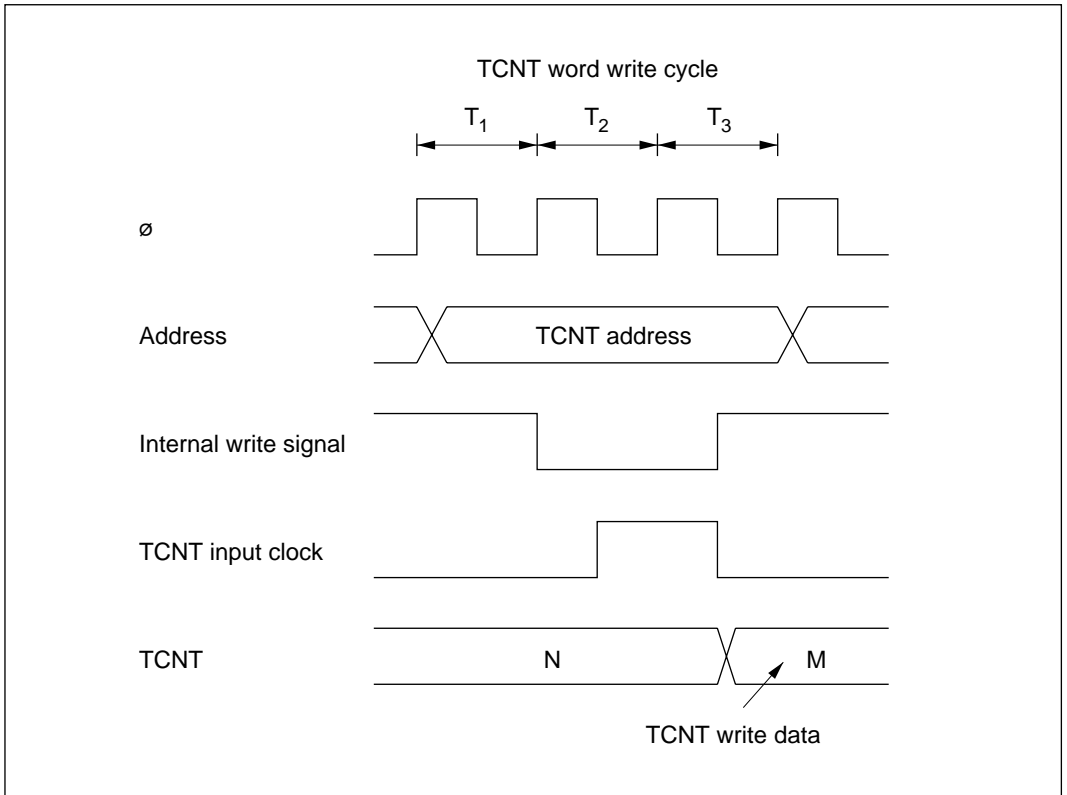 TCNT word write cycle
T1 T2 T3
ø
Address
TCNT address
Internal write signal
TCNT input clock
TCNT
N
M
TCNT write data